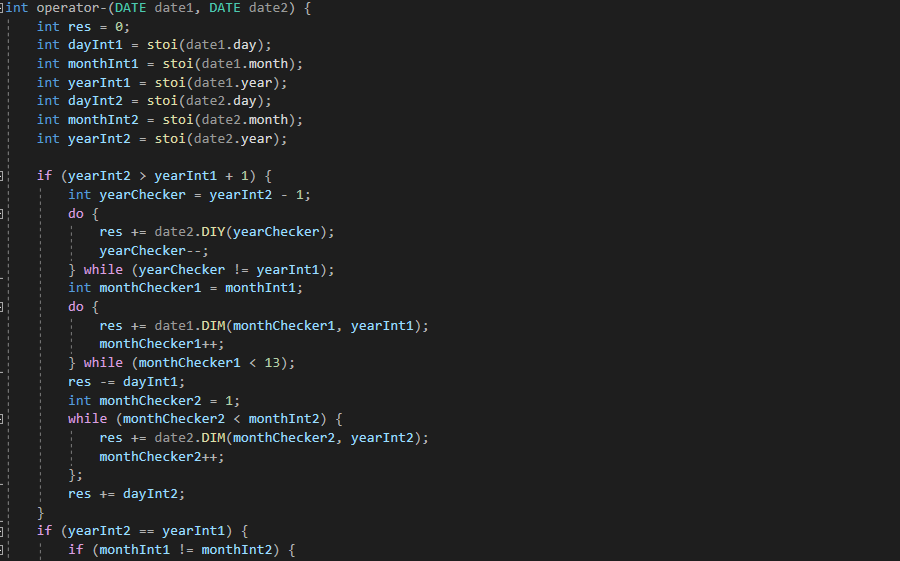 int operator-(DATE date1, DATE date2) {
    int res = 0;
    int dayInt1 = stoi(date1.day);
    int monthInt1 = stoi(date1.month);
    int yearInt1 = stoi(date1.year);
    int dayInt2 = stoi(date2.day);
    int monthInt2 = stoi(date2.month);
    int yearInt2 = stoi(date2.year);

    if (yearInt2 > yearInt1 + 1) {
        int yearChecker = yearInt2 - 1;
        do {
            res += date2.DIY(yearChecker);
            yearChecker--;
        } while (yearChecker != yearInt1);
        int monthChecker1 = monthInt1;
        do {
            res += date1.DIM(monthChecker1, yearInt1);
            monthChecker1++;
        } while (monthChecker1 < 13);
        res -= dayInt1;
        int monthChecker2 = 1;
        while (monthChecker2 < monthInt2) {
            res += date2.DIM(monthChecker2, yearInt2);
            monthChecker2++;
        };
        res += dayInt2;
    }
    if (yearInt2 == yearInt1) {
        if (monthInt1 != monthInt2) {